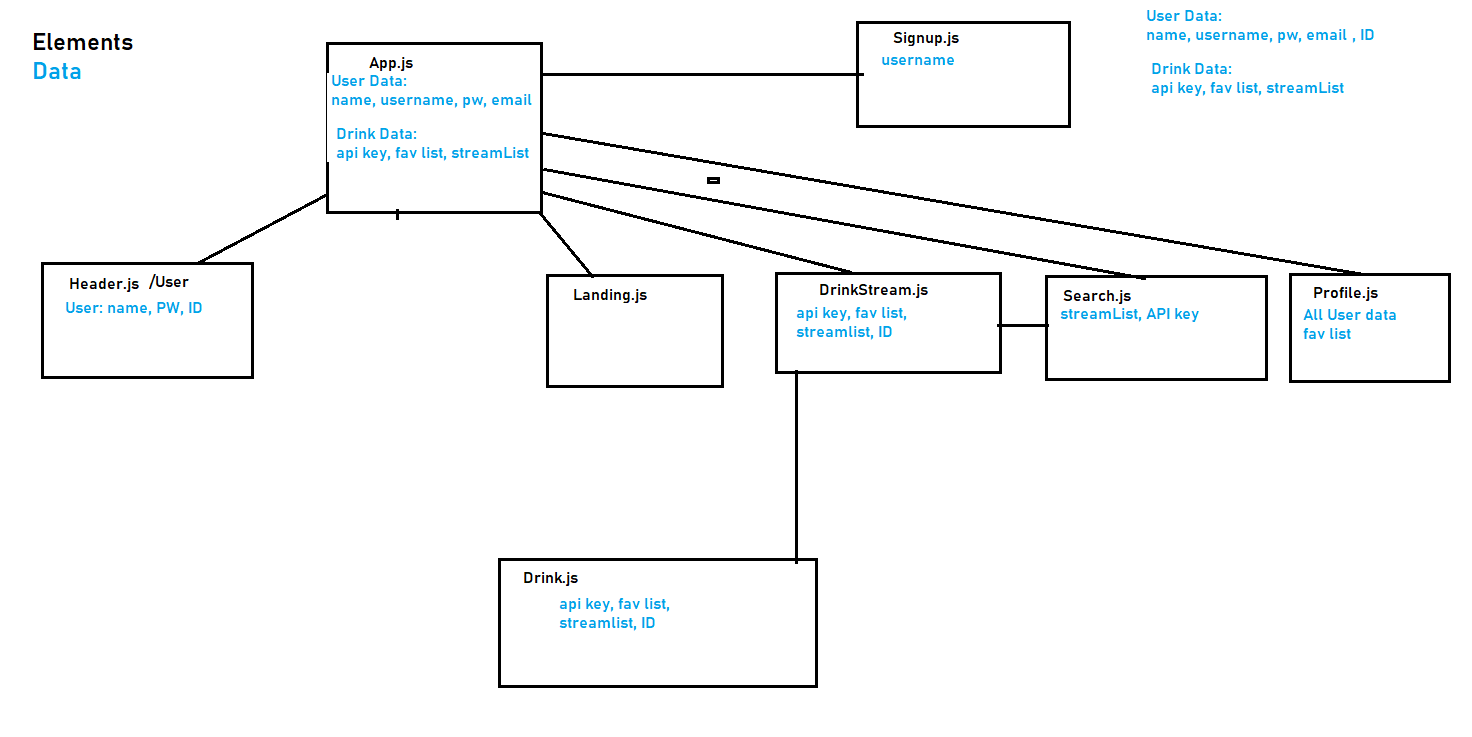 Elements
Data
App.js
User Data:
name, username, pw, email
Drink Data:
api key, fav list, streamList
Signup.js
username
User Data:
name, username, pw, email , ID
Drink Data:
api key, fav list, streamList
Header.js /User
User: name, PW, ID
Landing.js
DrinkStream.js
api key, fav list,
streamlist, ID
Search.js
streamList, API key
Profile.js
All User data
fav list
Drink.js
api key, fav list,
streamlist, ID